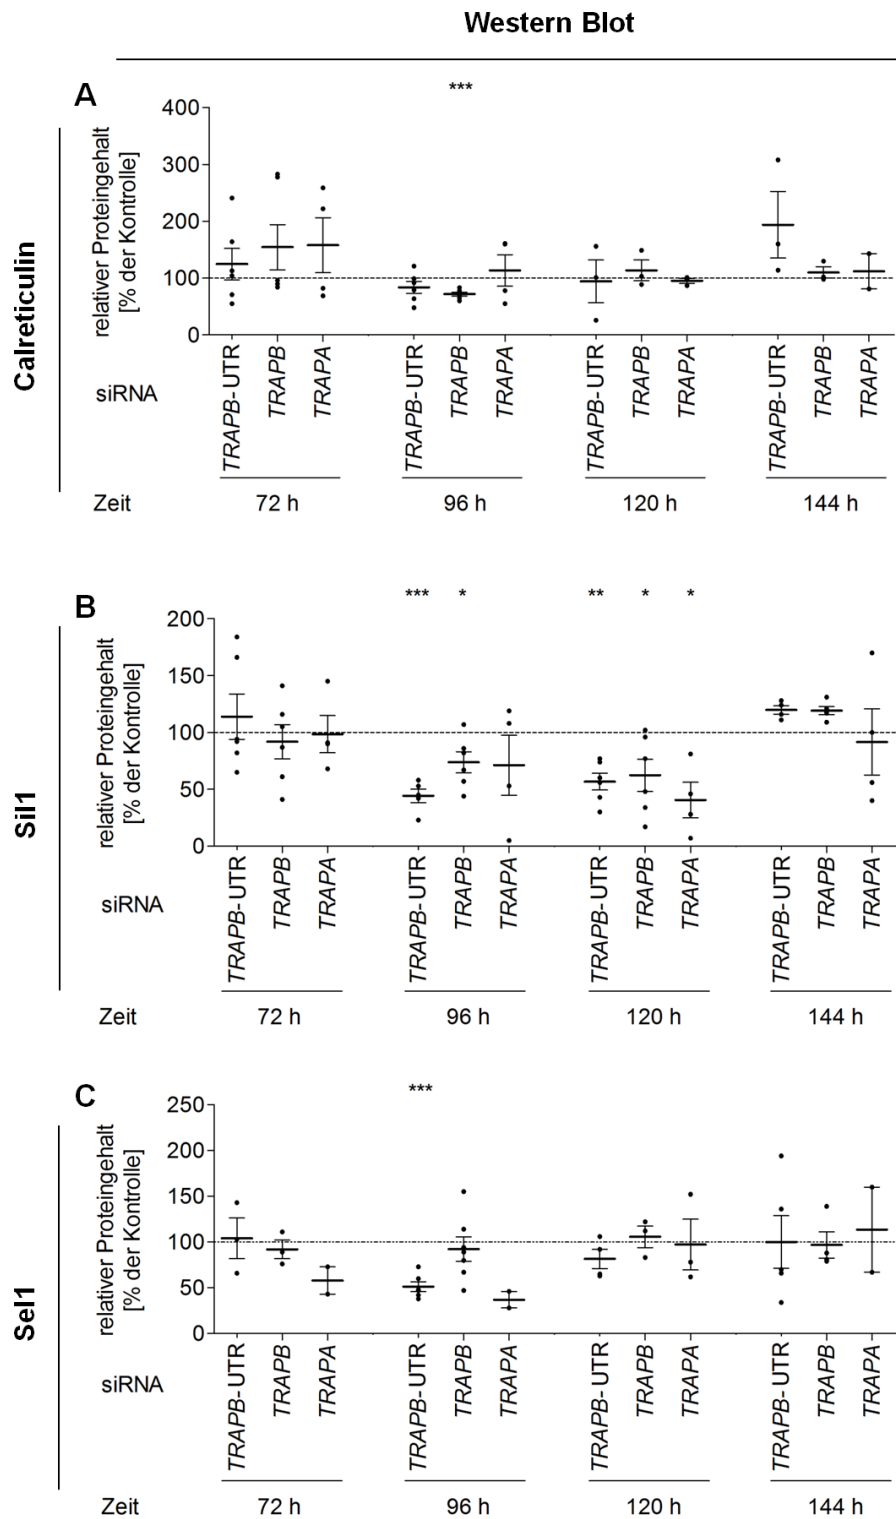 Western Blot
A
***
Calreticulin
relativer Proteingehalt
[% der Kontrolle]
400
300
200
100
0
siRNA
TRAPB-UTR
TRAPB
TRAPA
TRAPB-UTR
TRAPB
TRAPA
TRAPB-UTR
TRAPB
TRAPA
TRAPB-UTR
TRAPB
TRAPA
Zeit 72 h 96 h 120 h 144 h
B
*** * ** * *
Sil1
relativer Proteingehalt
[% der Kontrolle]
200
150
100
50
0
siRNA
TRAPB-UTR
TRAPB
TRAPA
TRAPB-UTR
TRAPB
TRAPA
TRAPB-UTR
TRAPB
TRAPA
TRAPB-UTR
TRAPB
TRAPA
Zeit 72 h 96 h 120 h 144 h
C
***
Sel1
relativer Proteingehalt
[% der Kontrolle]
250
200
150
100
50
0
siRNA
TRAPB-UTR
TRAPB
TRAPA
TRAPB-UTR
TRAPB
TRAPA
TRAPB-UTR
TRAPB
TRAPA
TRAPB-UTR
TRAPB
TRAPA
Zeit 72 h 96 h 120 h 144 h